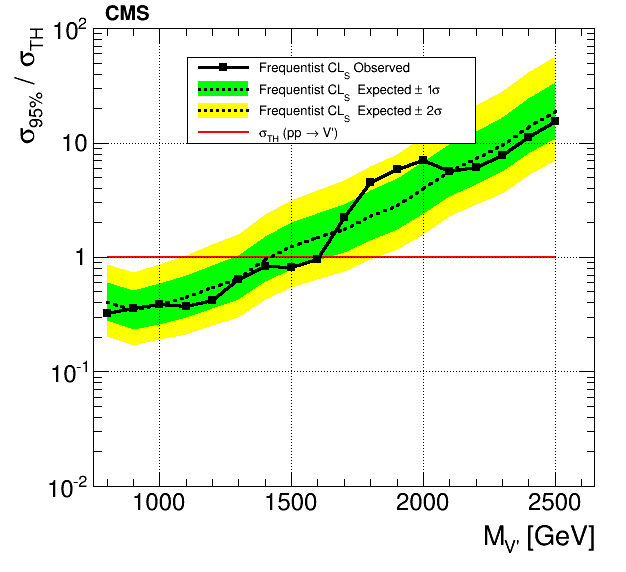 CMS
σ95% / σTH
10²
10
1
10⁻¹
10⁻²
Frequentist CLS Observed
Frequentist CLS Expected ± 1σ
Frequentist CLS Expected ± 2σ
σTH (pp → V')
1000 1500 2000 2500
MV' [GeV]